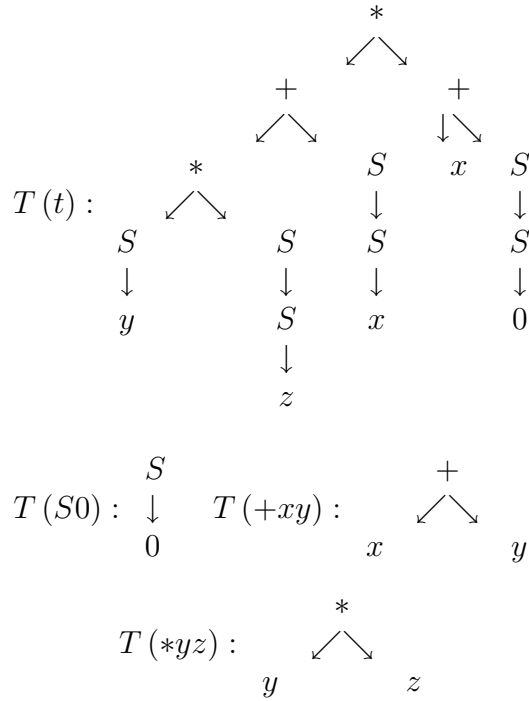 *
+ +
* S x S
T (t) :
S S S S
y S x 0
z
S +
T (S0) : T (+xy) :
0 x y
*
T (*yz) :
y z